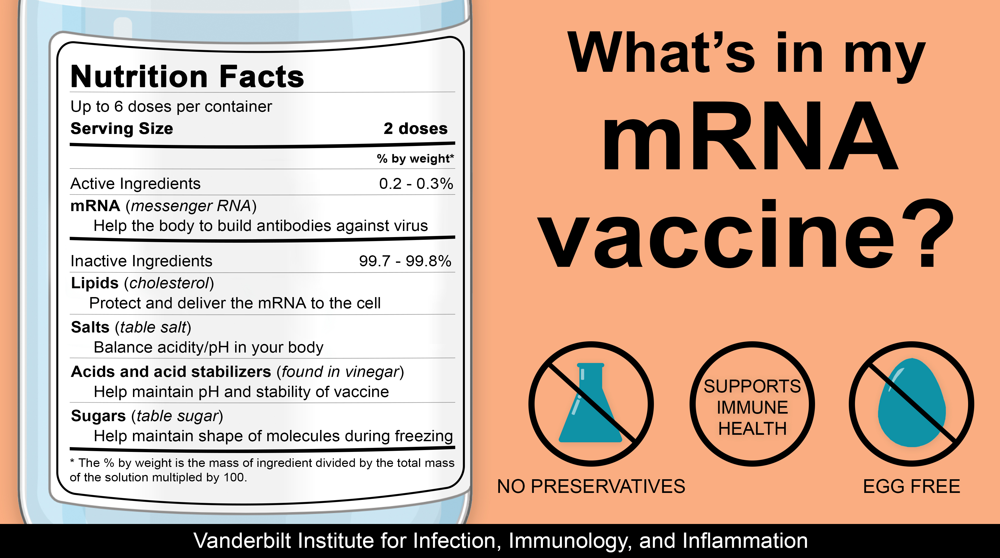 Nutrition Facts
Up to 6 doses per container
Serving Size 2 doses
% by weight*
Active Ingredients 0.2 - 0.3%
mRNA (messenger RNA)
Help the body to build antibodies against virus
Inactive Ingredients 99.7 - 99.8%
Lipids (cholesterol)
Protect and deliver the mRNA to the cell
Salts (table salt)
Balance acidity/pH in your body
Acids and acid stabilizers (found in vinegar)
Help maintain pH and stability of vaccine
Sugars (table sugar)
Help maintain shape of molecules during freezing
* The % by weight is the mass of ingredient divided by the total mass
of the solution multipled by 100.
What's in my
mRNA
vaccine?
NO PRESERVATIVES
SUPPORTS
IMMUNE
HEALTH
EGG FREE
Vanderbilt Institute for Infection, Immunology, and Inflammation